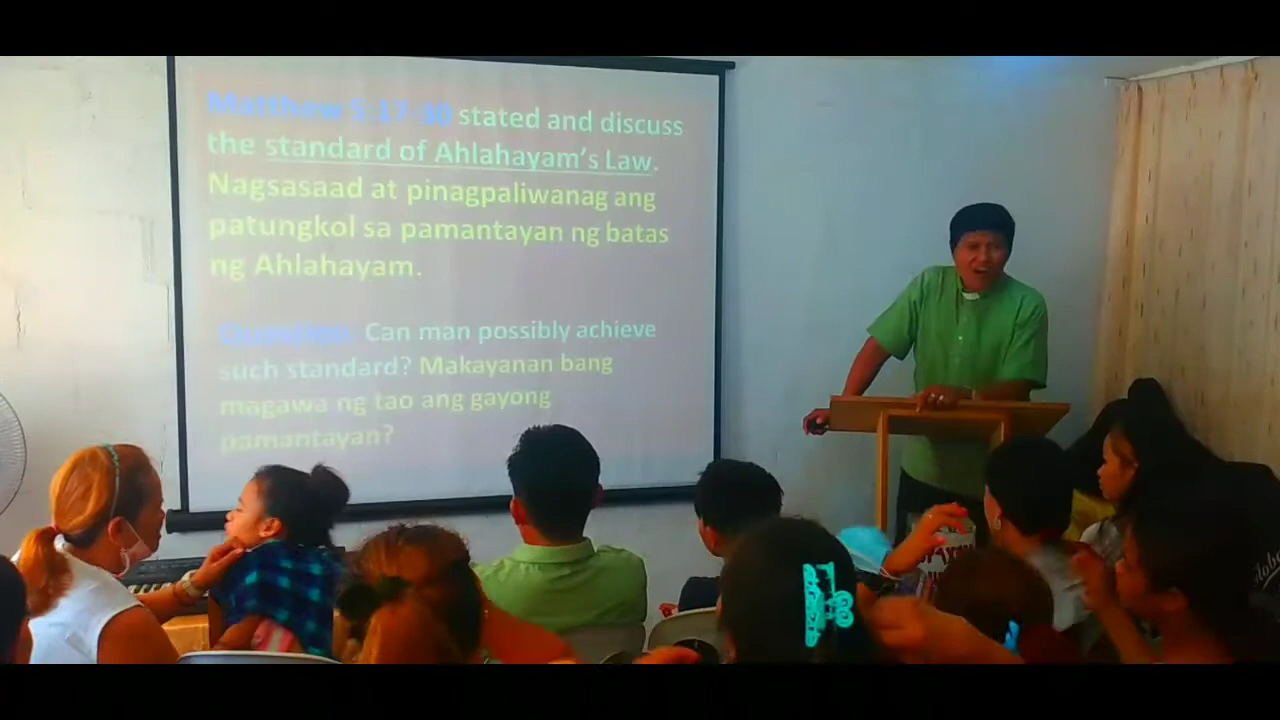 Matthew 5:17-30 stated and discuss
the standard of Ahlahayam's Law.
Nagsasaad at pinagpaliwanag ang
patungkol sa pamantayan ng batas
ng Ahlahayam.
Question: Can man possibly achieve
such standard? Makayanan bang
magawa ng tao ang gayong
pamantayan?